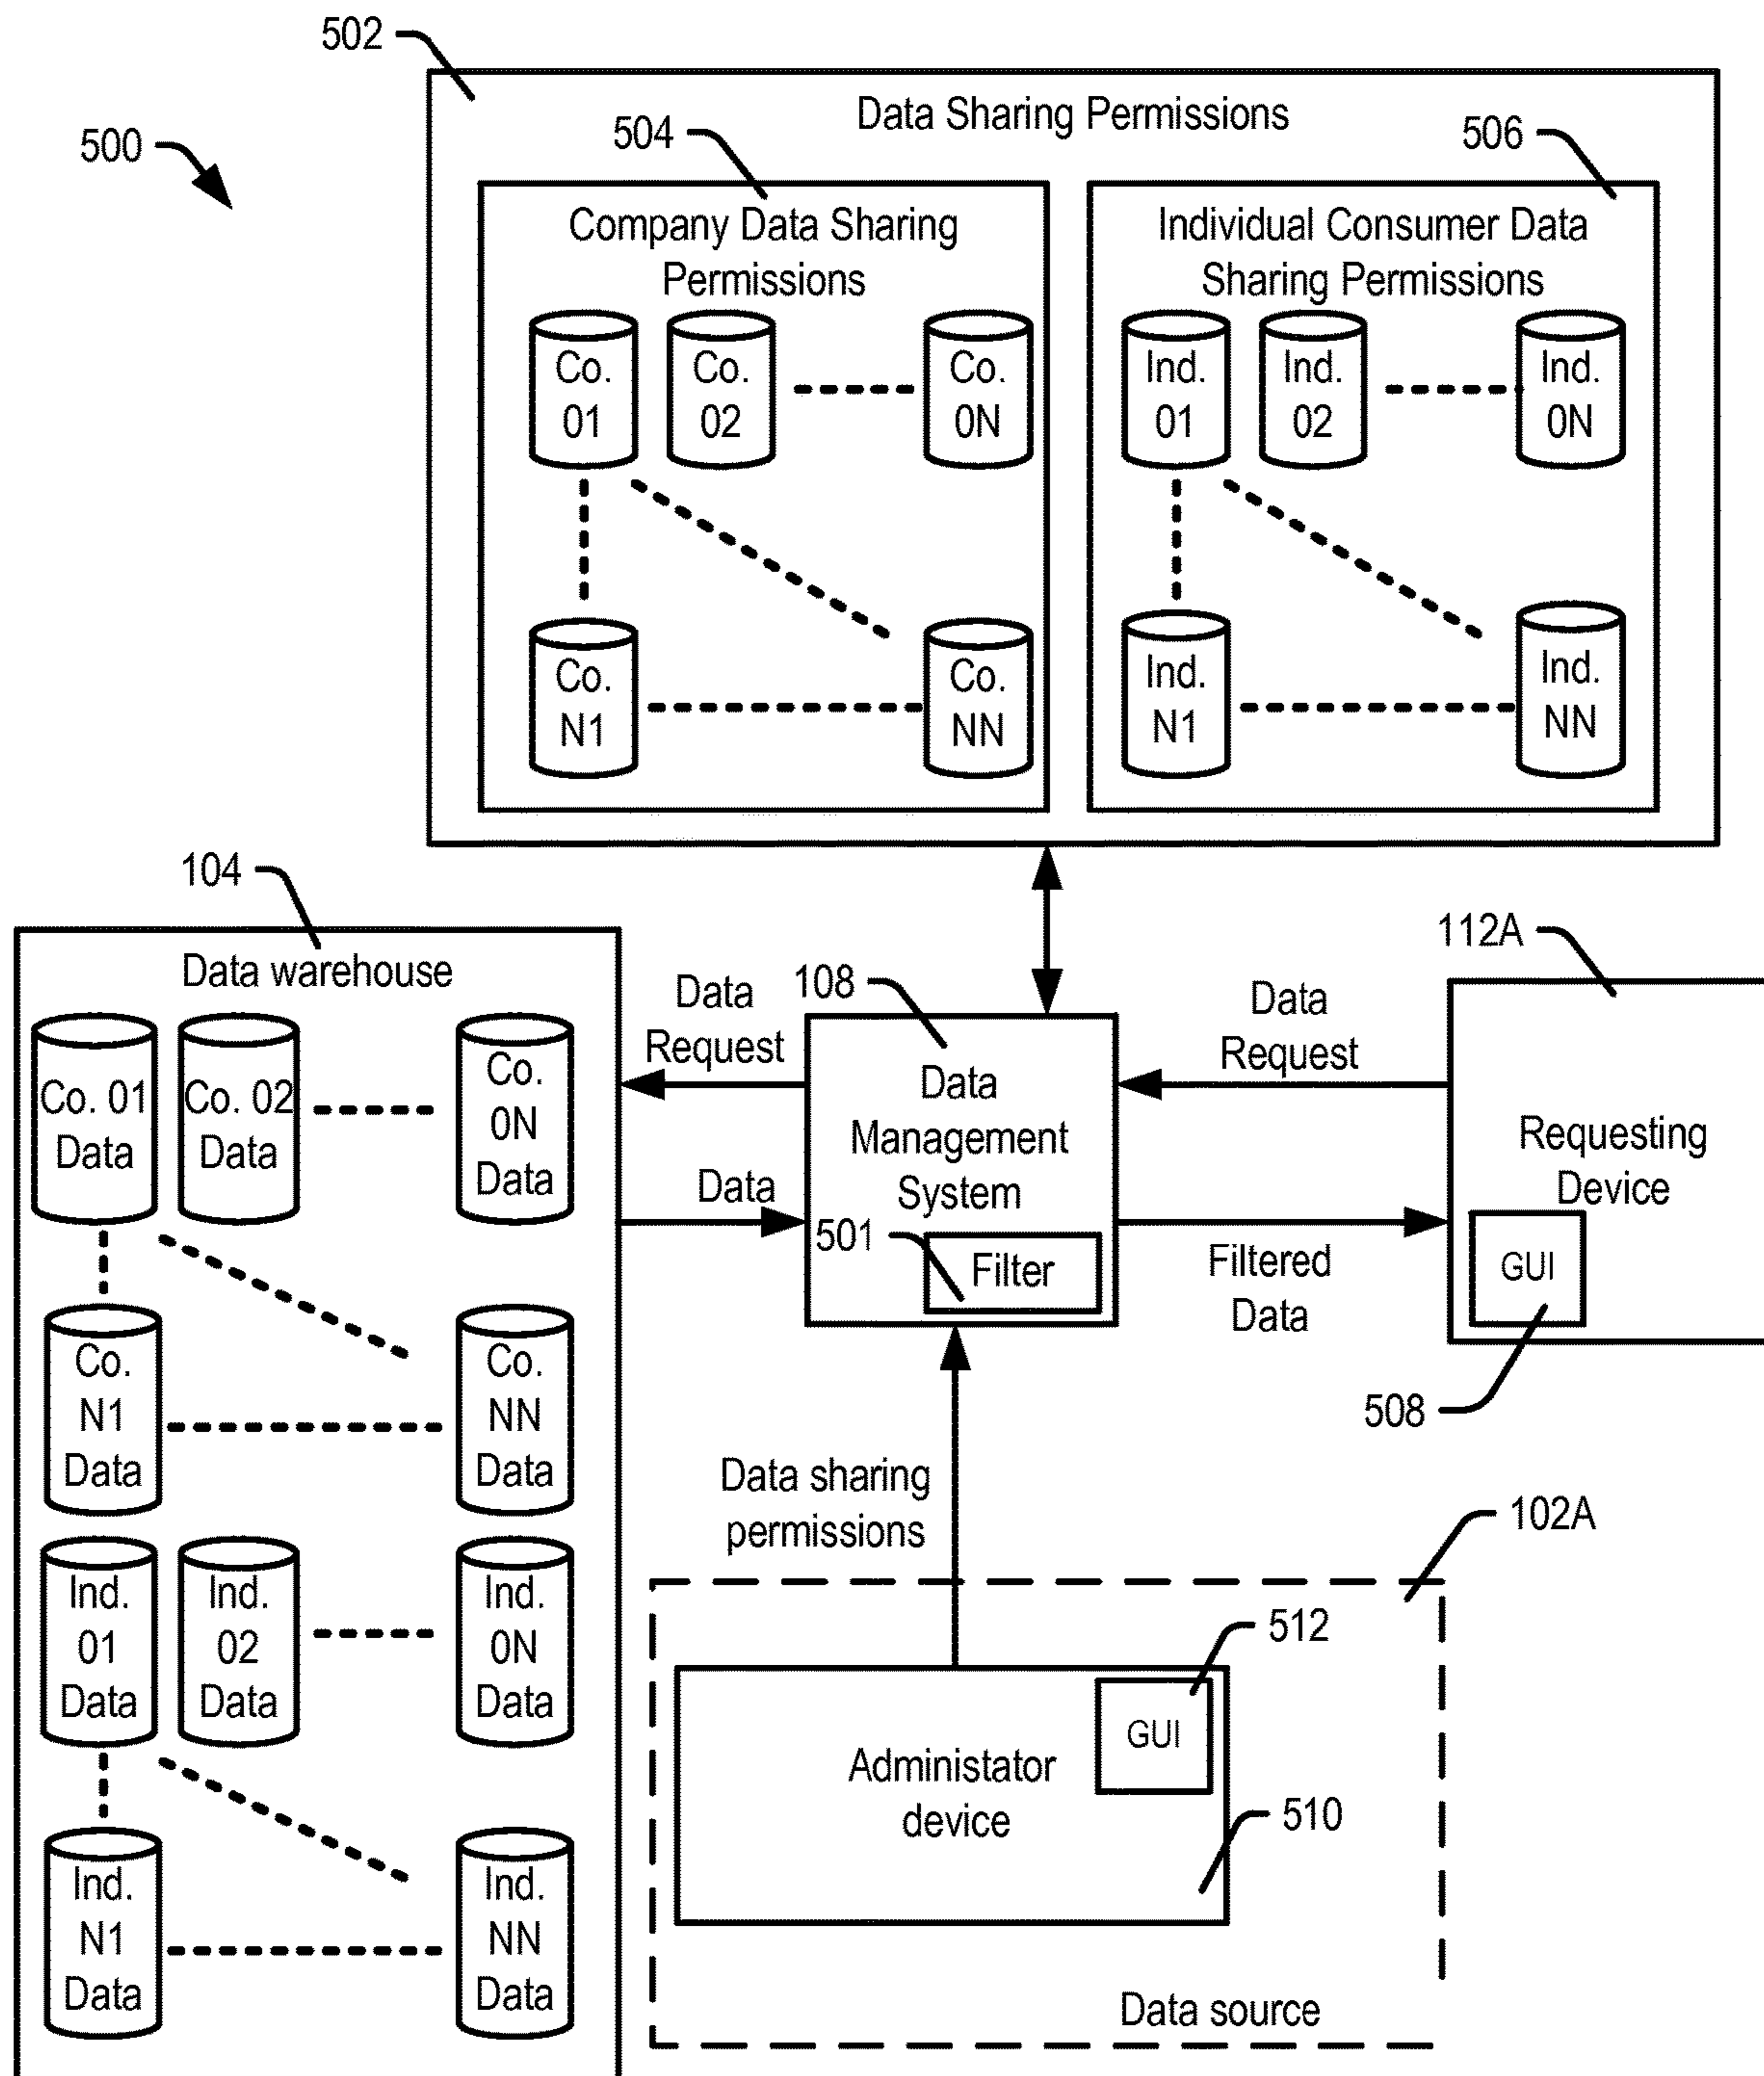 502
Data Sharing Permissions
500
504
506
Company Data Sharing
Permissions
Individual Consumer Data
Sharing Permissions
Co.
01
Co.
02
Co.
0N
Ind.
01
Ind.
02
Ind.
0N
Co.
N1
Co.
NN
Ind.
N1
Ind.
NN
104
Data warehouse
Co. 01
Data
Co. 02
Data
Co.
0N
Data
Co.
N1
Data
Co.
NN
Data
Ind.
01
Data
Ind.
02
Data
Ind.
0N
Data
Ind.
N1
Data
Ind.
NN
Data
Data
Request
Data
108
Data
Management
System
501
Filter
Data
Request
Filtered
Data
112A
Requesting
Device
GUI
508
Data sharing
permissions
102A
512
GUI
Administator
device
510
Data source